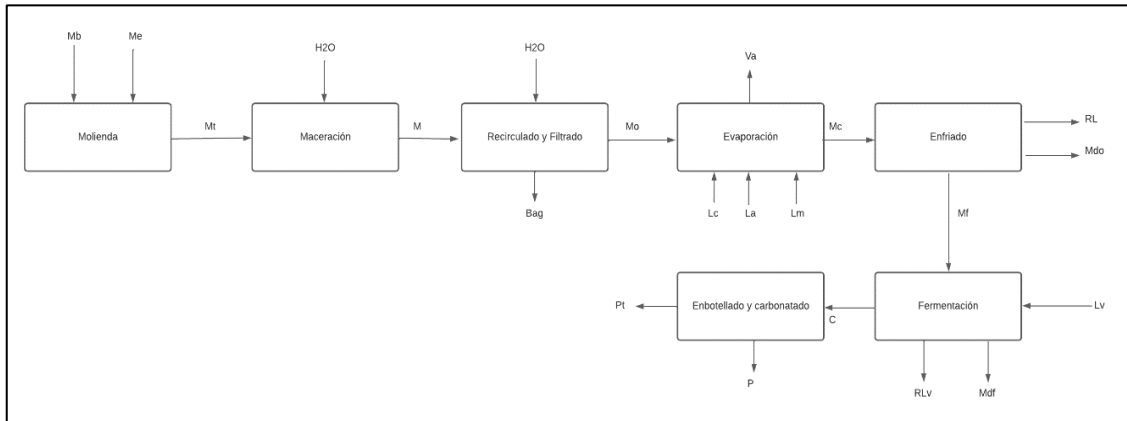 Mb
Me
H2O
H2O
Va
Molienda
Mt
Maceración
M
Recirculado y Filtrado
Mo
Evaporación
Mc
Enfriado
RL
Mdo
Bag
Lc
La
Lm
Mf
Pt
Enbotellado y carbonatado
C
Fermentación
Lv
P
RLv
Mdf